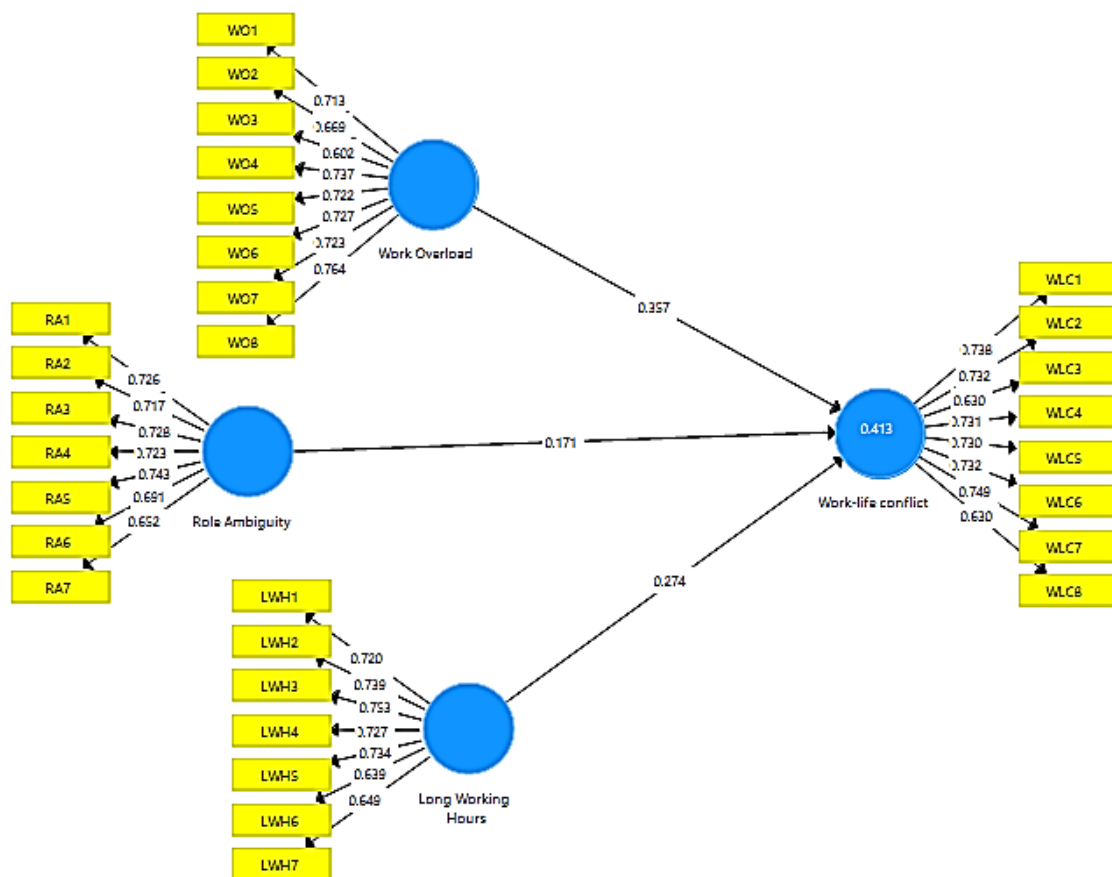 WO1
WO2
WO3
WO4
WO5
WO6
WO7
WO8
0.713
0.669
0.602
0.737
0.722
0.727
0.723
0.764
Work Overload
0.357
RA1
RA2
RA3
RA4
RA5
RA6
RA7
0.726
0.717
0.728
0.723
0.743
0.691
0.652
Role Ambiguity
0.171
LWH1
LWH2
LWH3
LWH4
LWH5
LWH6
LWH7
0.720
0.739
0.753
0.727
0.734
0.639
0.649
Long Working
Hours
0.274
0.413
Work-life conflict
0.738
0.732
0.630
0.731
0.730
0.732
0.749
0.630
WLC1
WLC2
WLC3
WLC4
WLC5
WLC6
WLC7
WLC8